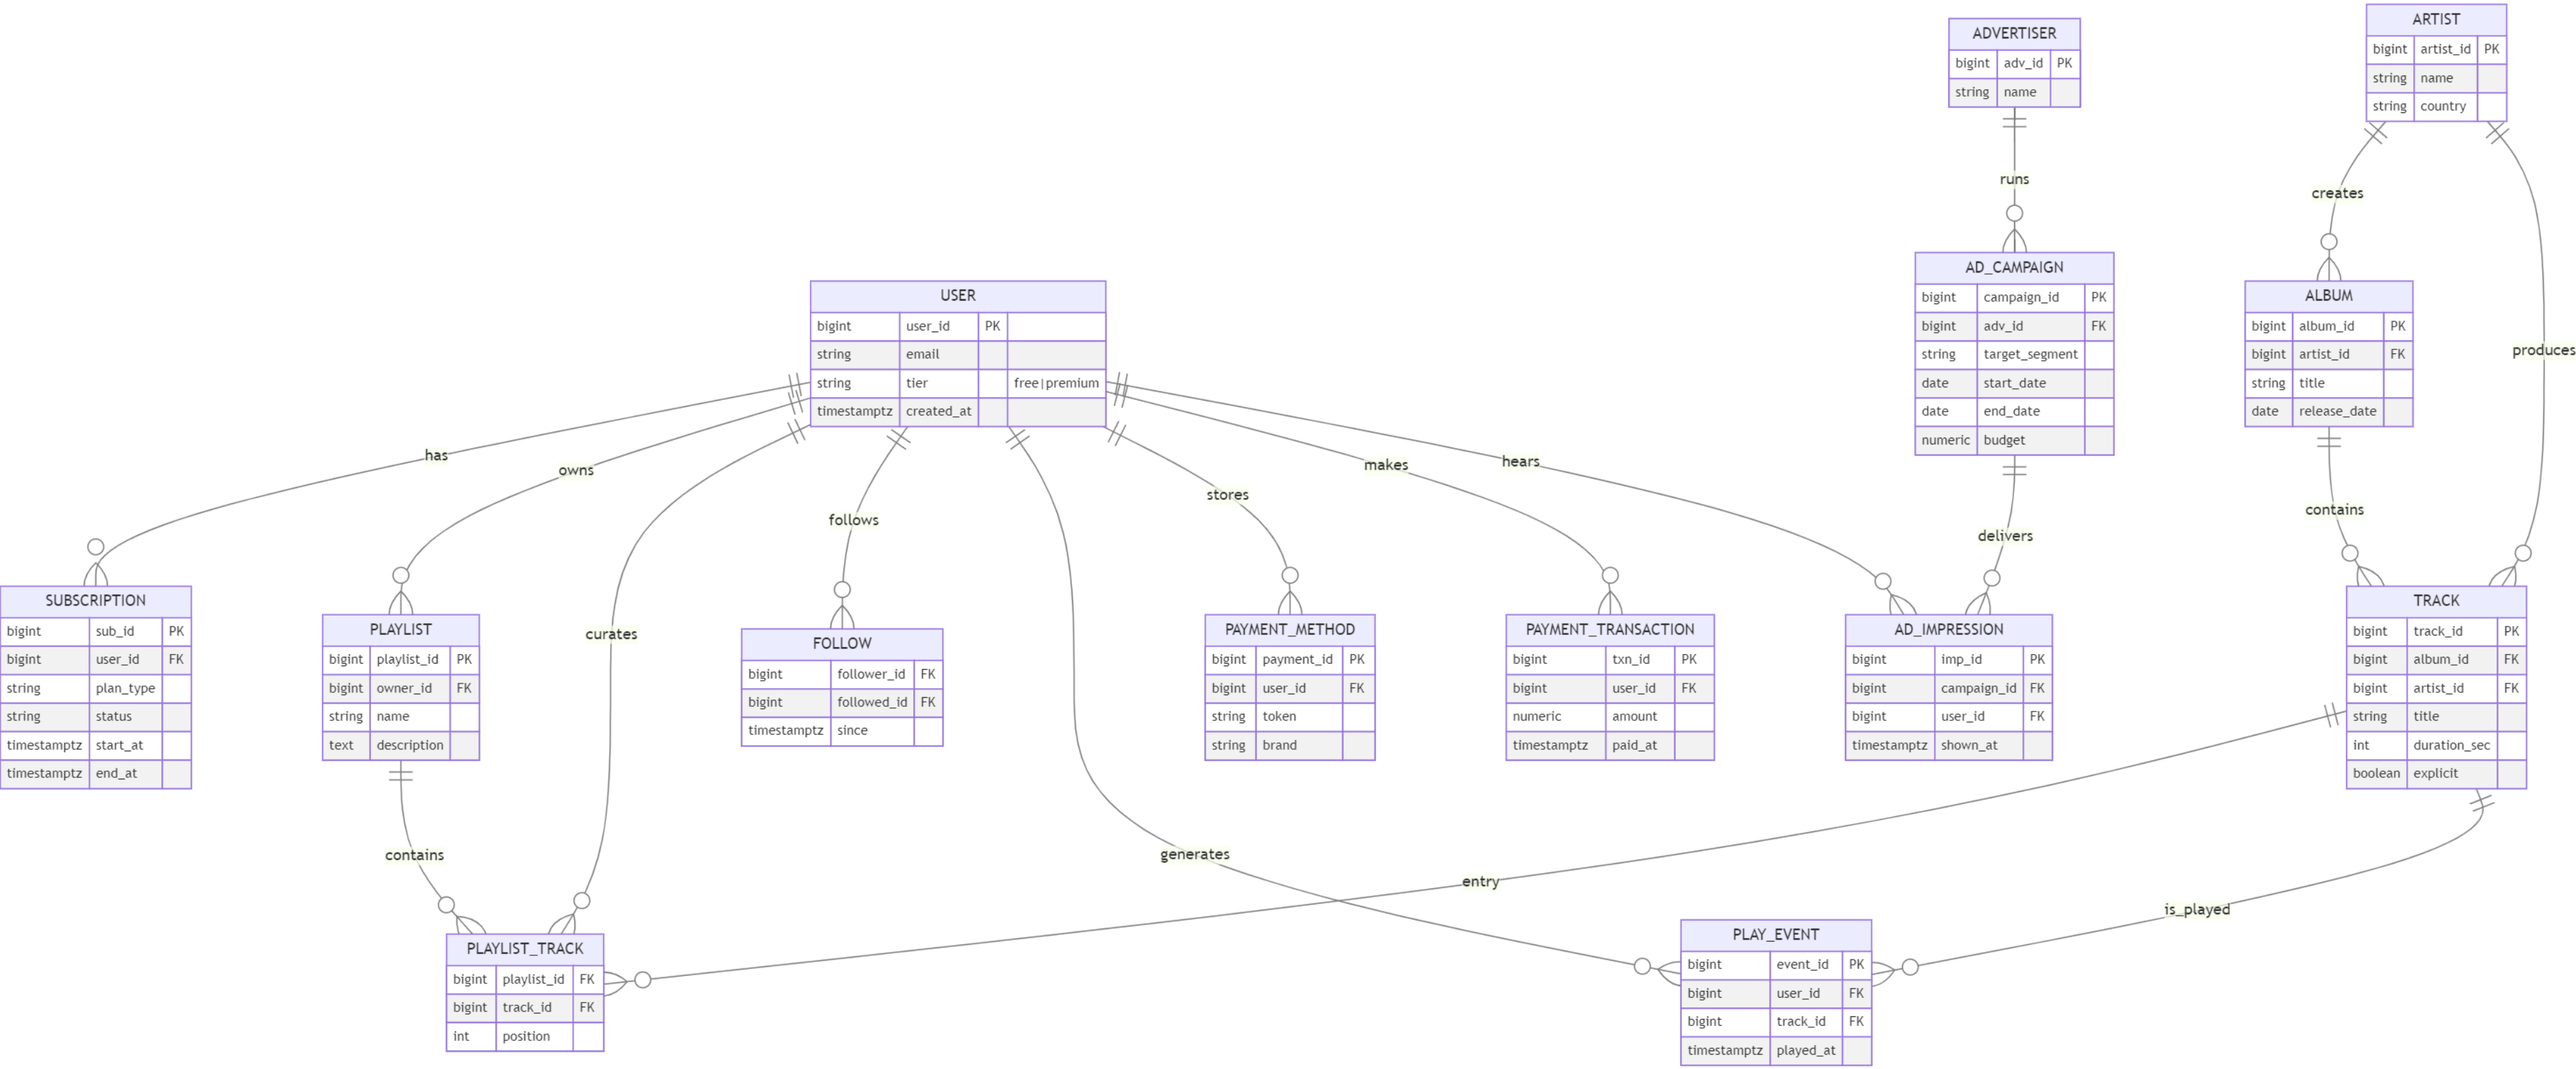 ADVERTISER
bigint adv_id PK
string name
ARTIST
bigint artist_id PK
string name
string country
runs
creates
produces
USER
bigint user_id PK
string email
string tier free|premium
timestamptz created_at
AD_CAMPAIGN
bigint campaign_id PK
bigint adv_id FK
string target_segment
date start_date
date end_date
numeric budget
ALBUM
bigint album_id PK
bigint artist_id FK
string title
date release_date
has
owns
curates
follows
stores
makes
hears
delivers
contains
SUBSCRIPTION
bigint sub_id PK
bigint user_id FK
string plan_type
string status
timestamptz start_at
timestamptz end_at
PLAYLIST
bigint playlist_id PK
bigint owner_id FK
string name
text description
FOLLOW
bigint follower_id FK
bigint followed_id FK
timestamptz since
PAYMENT_METHOD
bigint payment_id PK
bigint user_id FK
string token
string brand
PAYMENT_TRANSACTION
bigint txn_id PK
bigint user_id FK
numeric amount
timestamptz paid_at
AD_IMPRESSION
bigint imp_id PK
bigint campaign_id FK
bigint user_id FK
timestamptz shown_at
TRACK
bigint track_id PK
bigint album_id FK
bigint artist_id FK
string title
int duration_sec
boolean explicit
contains
generates
entry
is_played
PLAYLIST_TRACK
bigint playlist_id FK
bigint track_id FK
int position
PLAY_EVENT
bigint event_id PK
bigint user_id FK
bigint track_id FK
timestamptz played_at